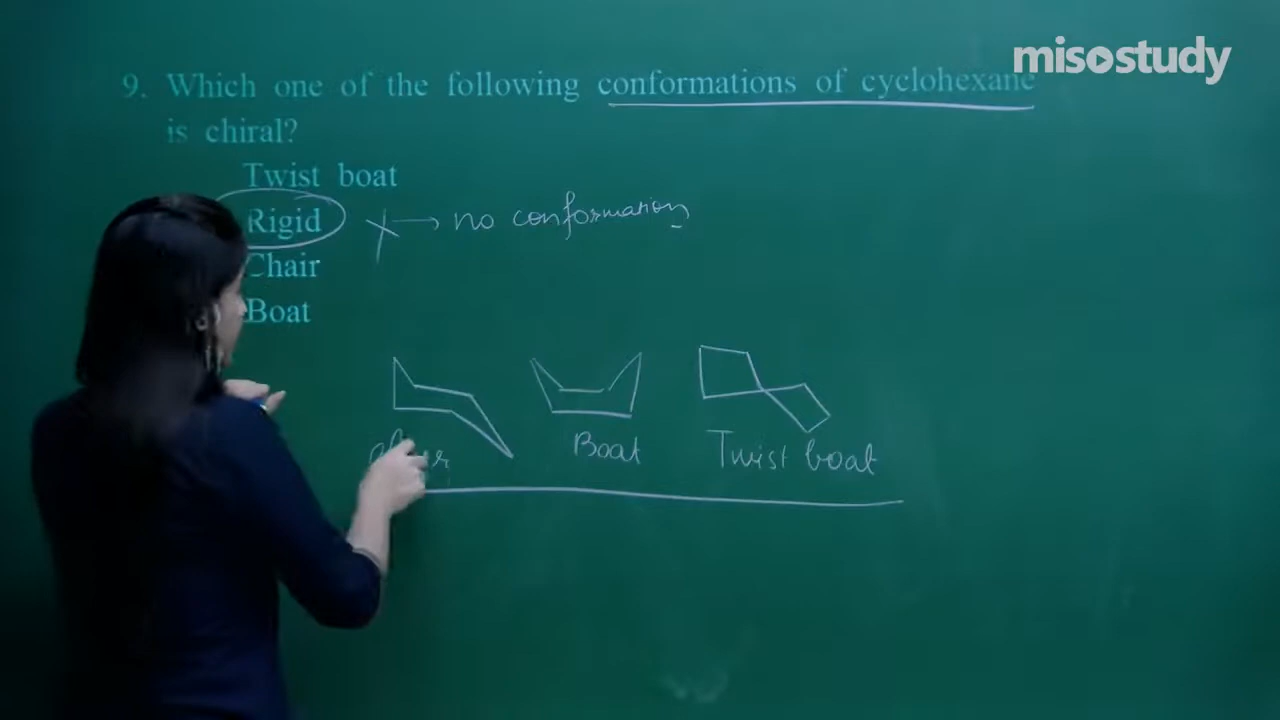 misostudy
9. Which one of the following conformations of cyclohexane
is chiral?
Twist boat
Rigid → no conformation
Chair
Boat
Boat Twist boat